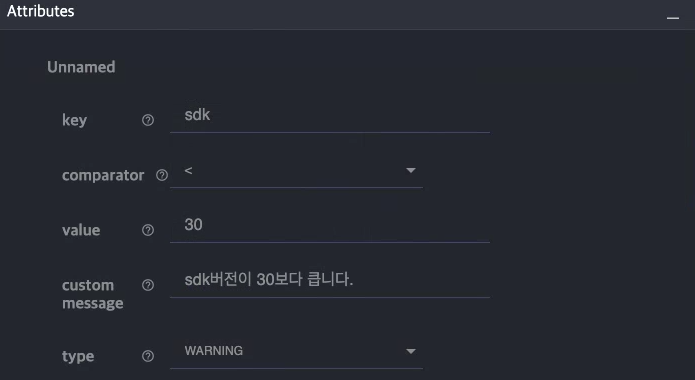 Attributes
Unnamed
key sdk
comparator <
value 30
custom message sdk버전이 30보다 큽니다.
type WARNING